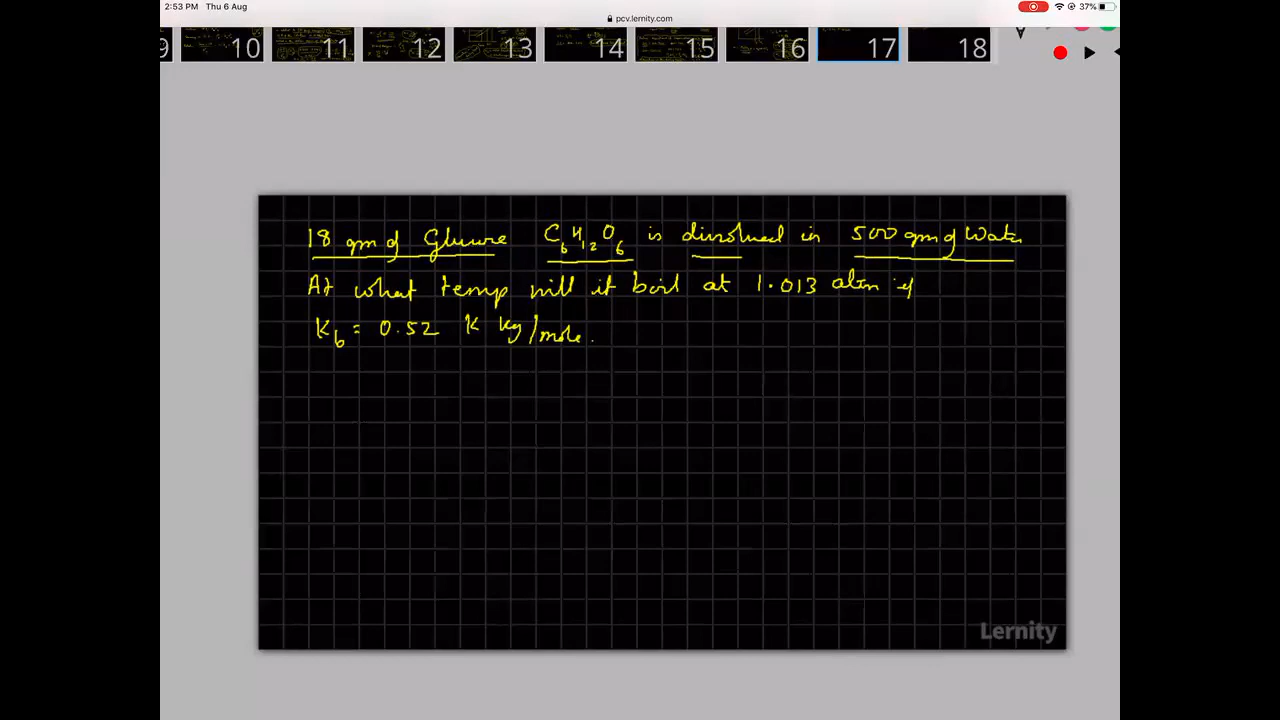 2:53 PM Thu 6 Aug
37%
pcv.lernity.com
9 10 11 12 13 14 15 16 17 18
18 gm of Glucose C6H12O6 is dissolved in 500 gm of Water
At what temp will it boil at 1.013 atm if
Kb = 0.52 K kg/mole.
Lernity